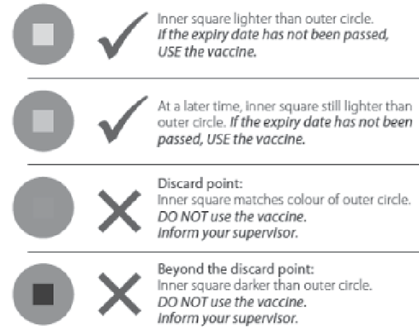 Inner square lighter than outer circle.
If the expiry date has not been passed,
USE the vaccine.
At a later time, inner square still lighter than
outer circle. If the expiry date has not been
passed, USE the vaccine.
Discard point:
Inner square matches colour of outer circle.
DO NOT use the vaccine.
Inform your supervisor.
Beyond the discard point:
Inner square darker than outer circle.
DO NOT use the vaccine.
Inform your supervisor.